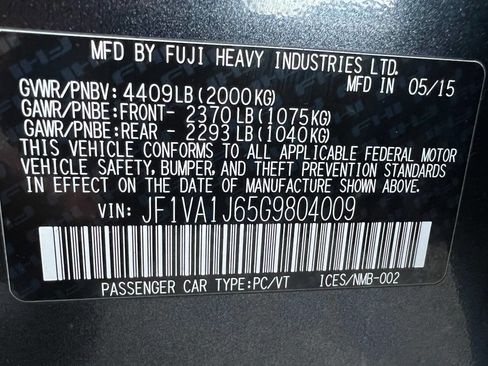 MFD BY FUJI HEAVY INDUSTRIES LTD.
MFD IN 05/15
GVWR/PNBV: 4409LB(2000KG)
GAWR/PNBE:FRONT- 2370LB(1075KG)
GAWR/PNBE:REAR - 2293LB(1040KG)
THIS VEHICLE CONFORMS TO ALL APPLICABLE FEDERAL MOTOR
VEHICLE SAFETY, BUMPER, AND THEFT PREVENTION STANDARDS
IN EFFECT ON THE DATE OF MANUFACTURE SHOWN ABOVE.
VIN: JF1VA1J65G9804009
PASSENGER CAR TYPE:PC/VT ICES/NMB-002